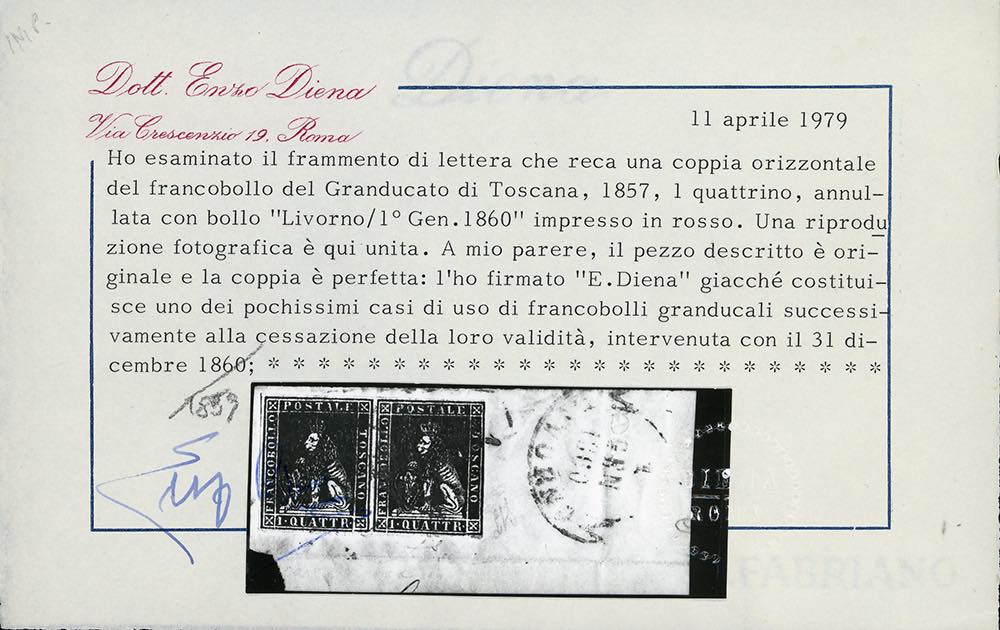 Dott. Enzo Diena
Via Crescenzio 19. Roma
11 aprile 1979
Ho esaminato il frammento di lettera che reca una coppia orizzontale
del francobollo del Granducato di Toscana, 1857, 1 quattrino, annul-
lata con bollo "Livorno/1° Gen.1860" impresso in rosso. Una riprodu
zione fotografica è qui unita. A mio parere, il pezzo descritto è ori-
ginale e la coppia è perfetta: l'ho firmato "E.Diena" giacché costitui-
sce uno dei pochissimi casi di uso di francobolli granducali successi-
vamente alla cessazione della loro validità, intervenuta con il 31 di-
cembre 1860; * * * * * * * * * * * * * * * * * * * * * * * * *
1859
FRANCOBOLLO POSTALE TOSCANO
1·QUATTR.
FRANCOBOLLO POSTALE TOSCANO
1·QUATTR.
LIVORNO
1 GEN
1860
FABRIANO